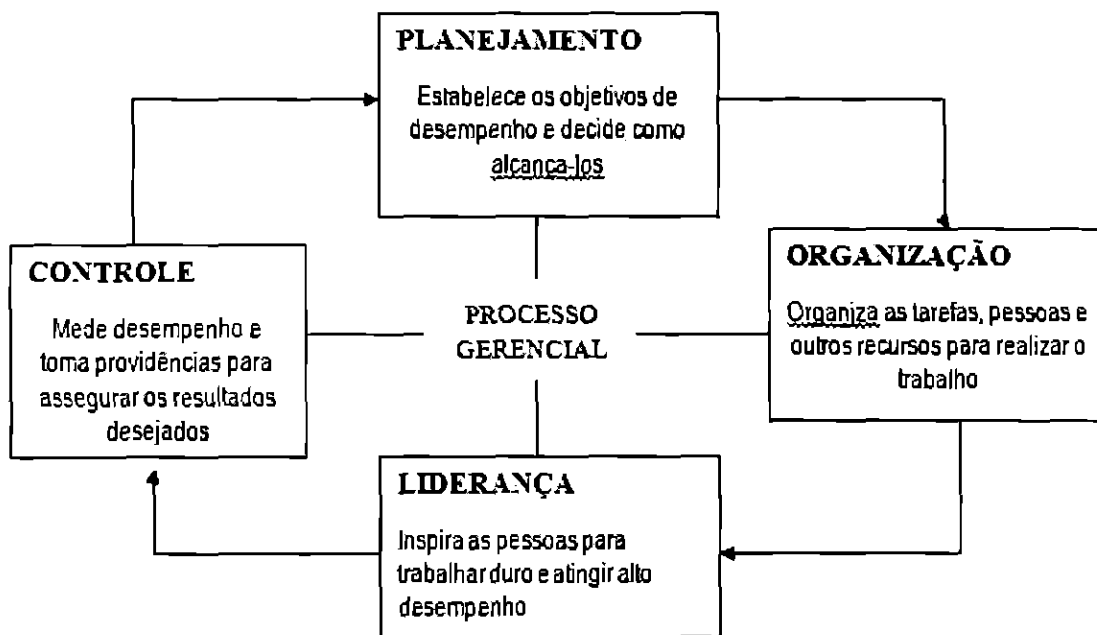 PLANEJAMENTO
Estabelece os objetivos de
desempenho e decide como
alcança-los
CONTROLE
Mede desempenho e
toma providências para
assegurar os resultados
desejados
PROCESSO
GERENCIAL
ORGANIZAÇÃO
Organiza as tarefas, pessoas e
outros recursos para realizar o
trabalho
LIDERANÇA
Inspira as pessoas para
trabalhar duro e atingir alto
desempenho